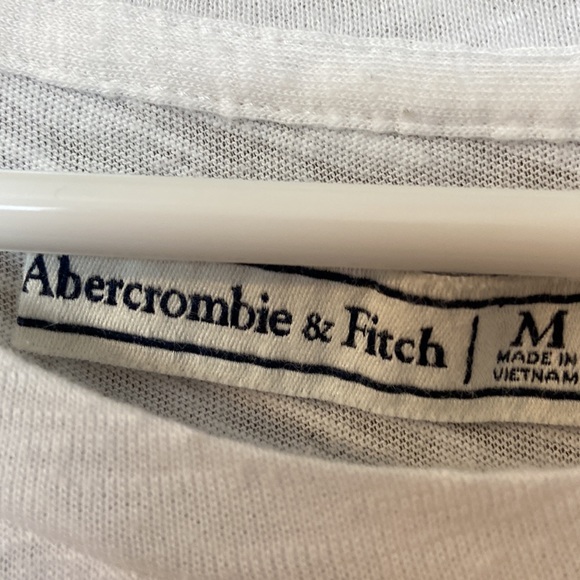 Abercrombie & Fitch | M
MADE IN
VIETNAM